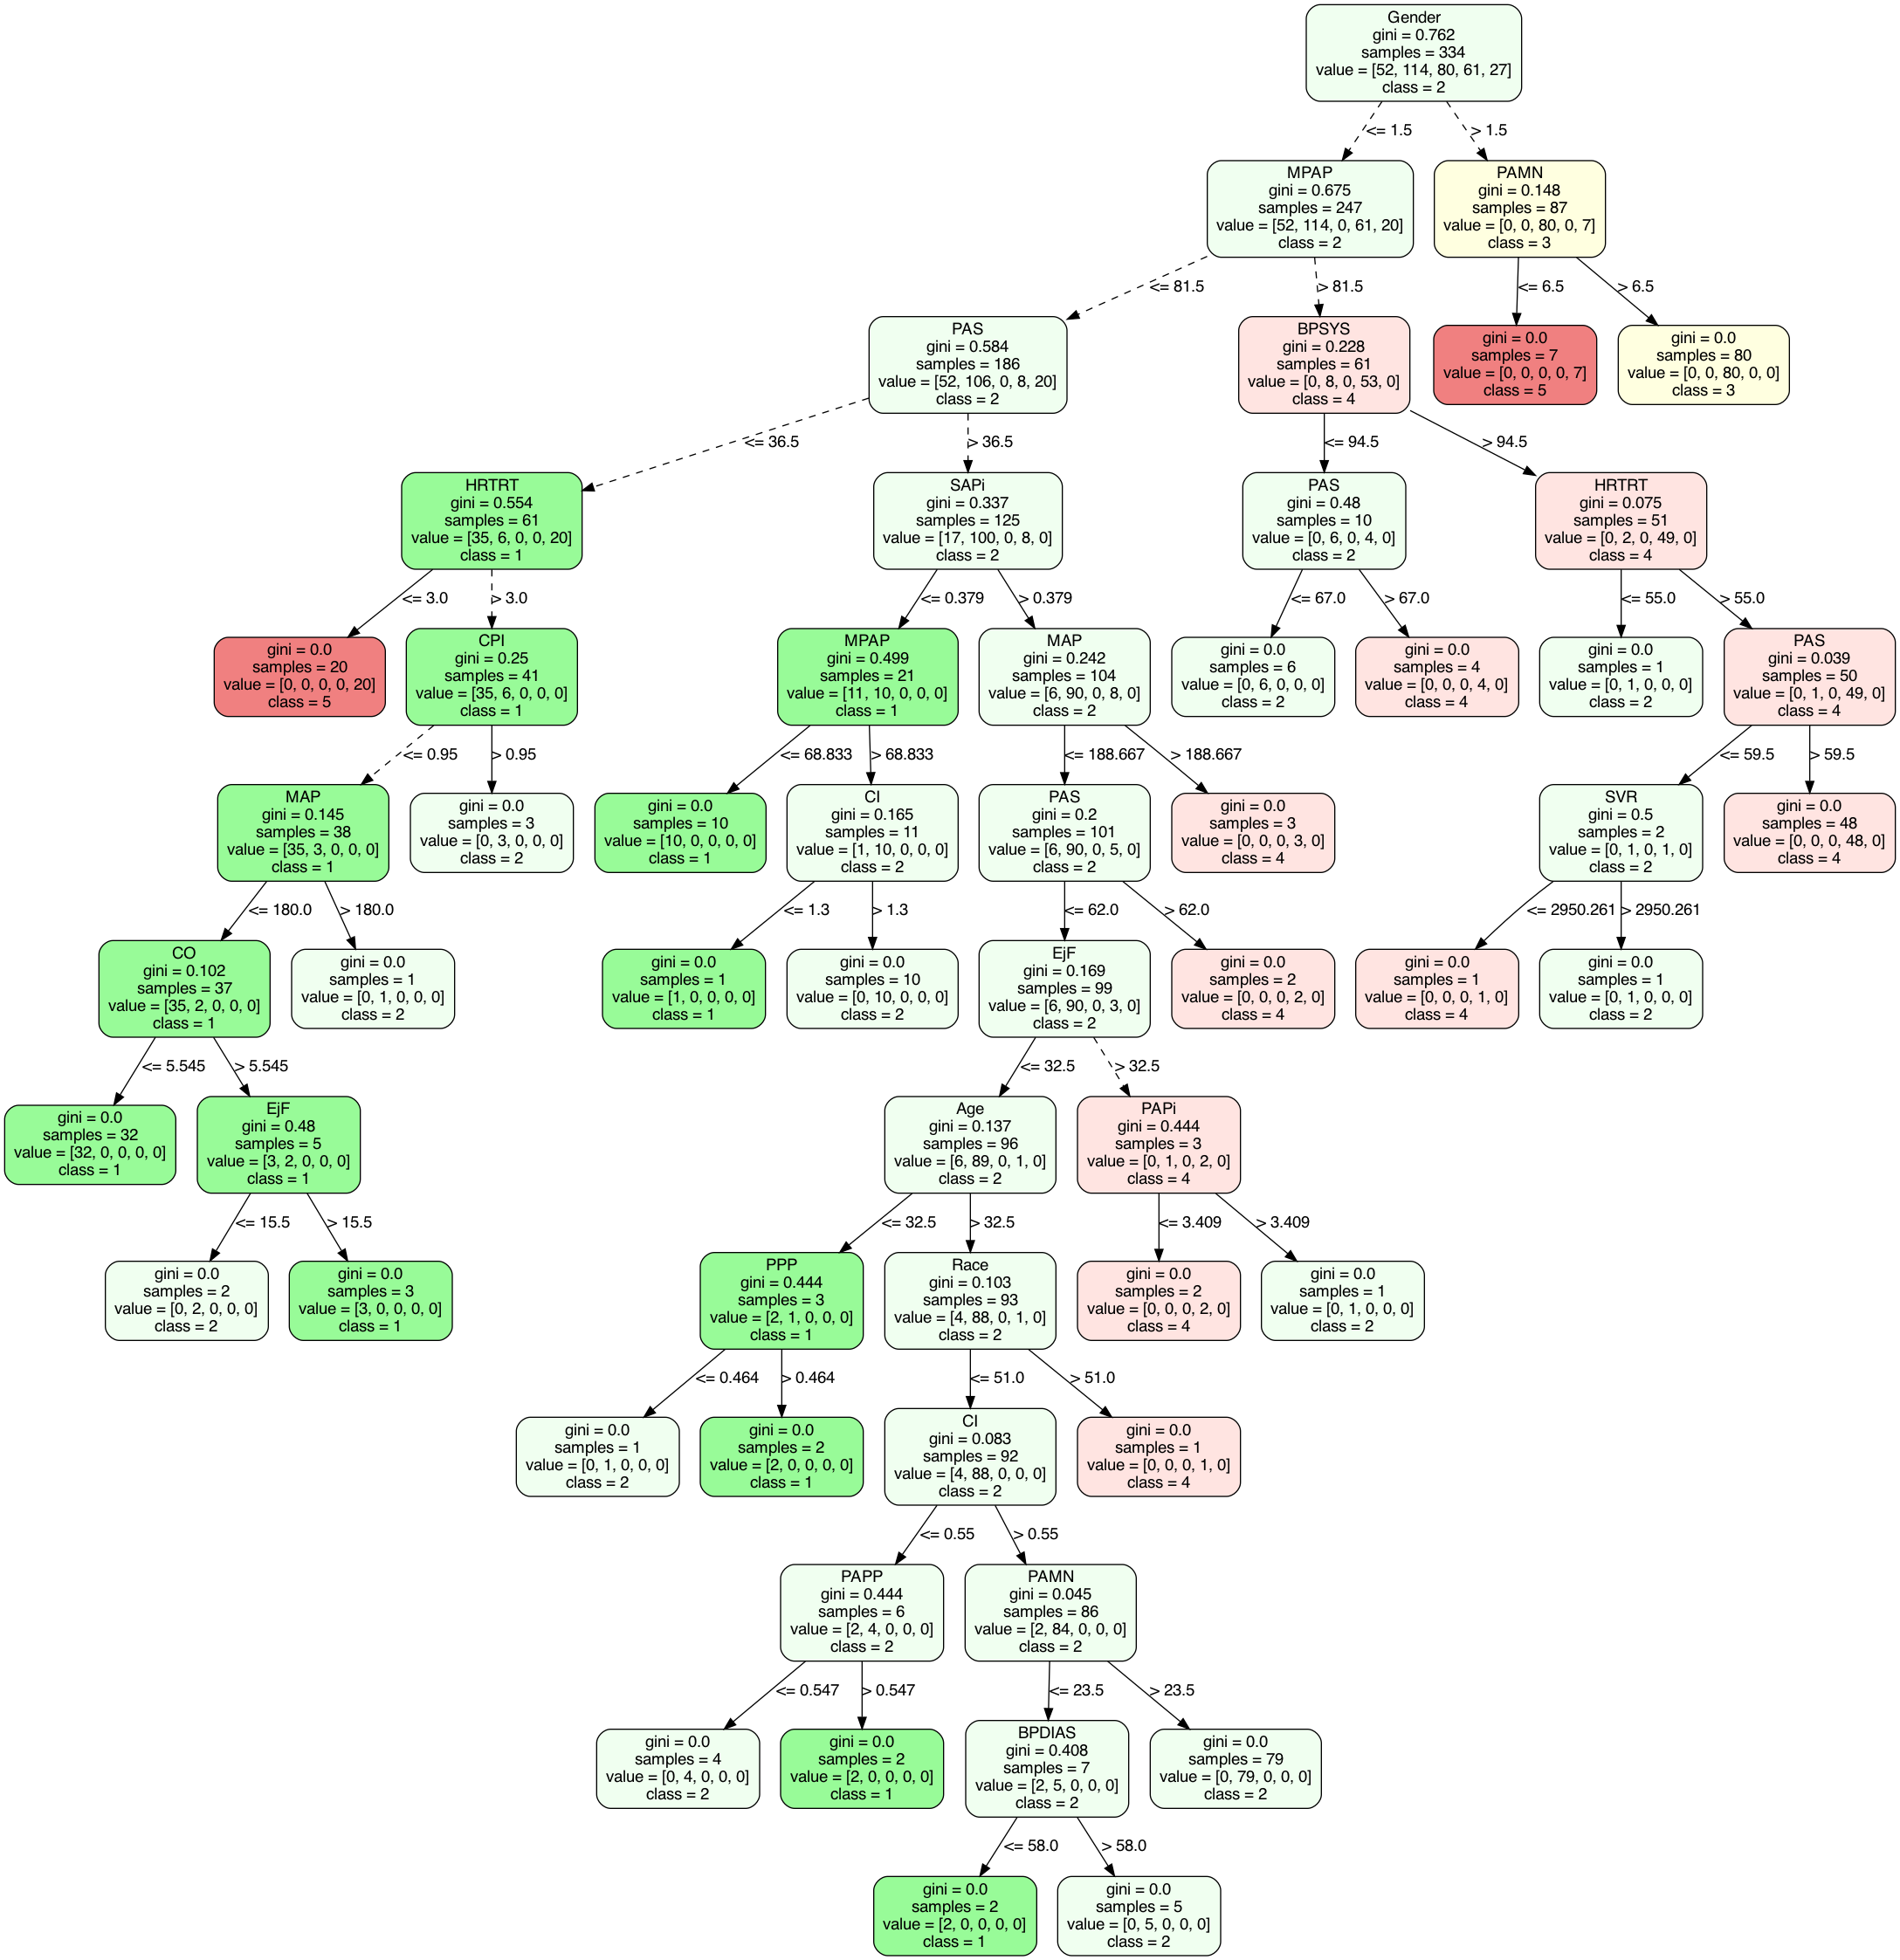 Gender
gini = 0.762
samples = 334
value = [52, 114, 80, 61, 27]
class = 2
<= 1.5
> 1.5
MPAP
gini = 0.675
samples = 247
value = [52, 114, 0, 61, 20]
class = 2
PAMN
gini = 0.148
samples = 87
value = [0, 0, 80, 0, 7]
class = 3
<= 81.5
> 81.5
<= 6.5
> 6.5
PAS
gini = 0.584
samples = 186
value = [52, 106, 0, 8, 20]
class = 2
BPSYS
gini = 0.228
samples = 61
value = [0, 8, 0, 53, 0]
class = 4
gini = 0.0
samples = 7
value = [0, 0, 0, 0, 7]
class = 5
gini = 0.0
samples = 80
value = [0, 0, 80, 0, 0]
class = 3
<= 36.5
> 36.5
<= 94.5
> 94.5
HRTRT
gini = 0.554
samples = 61
value = [35, 6, 0, 0, 20]
class = 1
SAPi
gini = 0.337
samples = 125
value = [17, 100, 0, 8, 0]
class = 2
PAS
gini = 0.48
samples = 10
value = [0, 6, 0, 4, 0]
class = 2
HRTRT
gini = 0.075
samples = 51
value = [0, 2, 0, 49, 0]
class = 4
<= 3.0
> 3.0
<= 0.379
> 0.379
<= 67.0
> 67.0
<= 55.0
> 55.0
gini = 0.0
samples = 20
value = [0, 0, 0, 0, 20]
class = 5
CPI
gini = 0.25
samples = 41
value = [35, 6, 0, 0, 0]
class = 1
MPAP
gini = 0.499
samples = 21
value = [11, 10, 0, 0, 0]
class = 1
MAP
gini = 0.242
samples = 104
value = [6, 90, 0, 8, 0]
class = 2
gini = 0.0
samples = 6
value = [0, 6, 0, 0, 0]
class = 2
gini = 0.0
samples = 4
value = [0, 0, 0, 4, 0]
class = 4
gini = 0.0
samples = 1
value = [0, 1, 0, 0, 0]
class = 2
PAS
gini = 0.039
samples = 50
value = [0, 1, 0, 49, 0]
class = 4
<= 0.95
> 0.95
<= 68.833
> 68.833
<= 188.667
> 188.667
<= 59.5
> 59.5
MAP
gini = 0.145
samples = 38
value = [35, 3, 0, 0, 0]
class = 1
gini = 0.0
samples = 3
value = [0, 3, 0, 0, 0]
class = 2
gini = 0.0
samples = 10
value = [10, 0, 0, 0, 0]
class = 1
CI
gini = 0.165
samples = 11
value = [1, 10, 0, 0, 0]
class = 2
PAS
gini = 0.2
samples = 101
value = [6, 90, 0, 5, 0]
class = 2
gini = 0.0
samples = 3
value = [0, 0, 0, 3, 0]
class = 4
SVR
gini = 0.5
samples = 2
value = [0, 1, 0, 1, 0]
class = 2
gini = 0.0
samples = 48
value = [0, 0, 0, 48, 0]
class = 4
<= 180.0
> 180.0
<= 1.3
> 1.3
<= 62.0
> 62.0
<= 2950.261
> 2950.261
CO
gini = 0.102
samples = 37
value = [35, 2, 0, 0, 0]
class = 1
gini = 0.0
samples = 1
value = [0, 1, 0, 0, 0]
class = 2
gini = 0.0
samples = 1
value = [1, 0, 0, 0, 0]
class = 1
gini = 0.0
samples = 10
value = [0, 10, 0, 0, 0]
class = 2
EjF
gini = 0.169
samples = 99
value = [6, 90, 0, 3, 0]
class = 2
gini = 0.0
samples = 2
value = [0, 0, 0, 2, 0]
class = 4
gini = 0.0
samples = 1
value = [0, 0, 0, 1, 0]
class = 4
gini = 0.0
samples = 1
value = [0, 1, 0, 0, 0]
class = 2
<= 5.545
> 5.545
<= 32.5
> 32.5
gini = 0.0
samples = 32
value = [32, 0, 0, 0, 0]
class = 1
EjF
gini = 0.48
samples = 5
value = [3, 2, 0, 0, 0]
class = 1
Age
gini = 0.137
samples = 96
value = [6, 89, 0, 1, 0]
class = 2
PAPi
gini = 0.444
samples = 3
value = [0, 1, 0, 2, 0]
class = 4
<= 15.5
> 15.5
<= 32.5
> 32.5
<= 3.409
> 3.409
gini = 0.0
samples = 2
value = [0, 2, 0, 0, 0]
class = 2
gini = 0.0
samples = 3
value = [3, 0, 0, 0, 0]
class = 1
PPP
gini = 0.444
samples = 3
value = [2, 1, 0, 0, 0]
class = 1
Race
gini = 0.103
samples = 93
value = [4, 88, 0, 1, 0]
class = 2
gini = 0.0
samples = 2
value = [0, 0, 0, 2, 0]
class = 4
gini = 0.0
samples = 1
value = [0, 1, 0, 0, 0]
class = 2
<= 0.464
> 0.464
<= 51.0
> 51.0
gini = 0.0
samples = 1
value = [0, 1, 0, 0, 0]
class = 2
gini = 0.0
samples = 2
value = [2, 0, 0, 0, 0]
class = 1
CI
gini = 0.083
samples = 92
value = [4, 88, 0, 0, 0]
class = 2
gini = 0.0
samples = 1
value = [0, 0, 0, 1, 0]
class = 4
<= 0.55
> 0.55
PAPP
gini = 0.444
samples = 6
value = [2, 4, 0, 0, 0]
class = 2
PAMN
gini = 0.045
samples = 86
value = [2, 84, 0, 0, 0]
class = 2
<= 0.547
> 0.547
<= 23.5
> 23.5
gini = 0.0
samples = 4
value = [0, 4, 0, 0, 0]
class = 2
gini = 0.0
samples = 2
value = [2, 0, 0, 0, 0]
class = 1
BPDIAS
gini = 0.408
samples = 7
value = [2, 5, 0, 0, 0]
class = 2
gini = 0.0
samples = 79
value = [0, 79, 0, 0, 0]
class = 2
<= 58.0
> 58.0
gini = 0.0
samples = 2
value = [2, 0, 0, 0, 0]
class = 1
gini = 0.0
samples = 5
value = [0, 5, 0, 0, 0]
class = 2